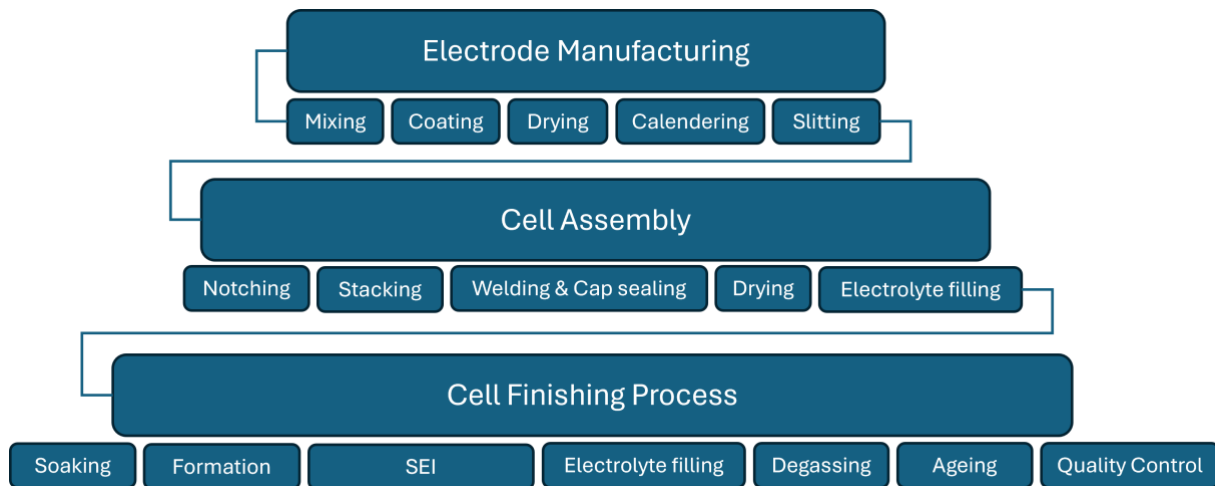 Electrode Manufacturing
Mixing Coating Drying Calendering Slitting
Cell Assembly
Notching Stacking Welding & Cap sealing Drying Electrolyte filling
Cell Finishing Process
Soaking Formation SEI Electrolyte filling Degassing Ageing Quality Control